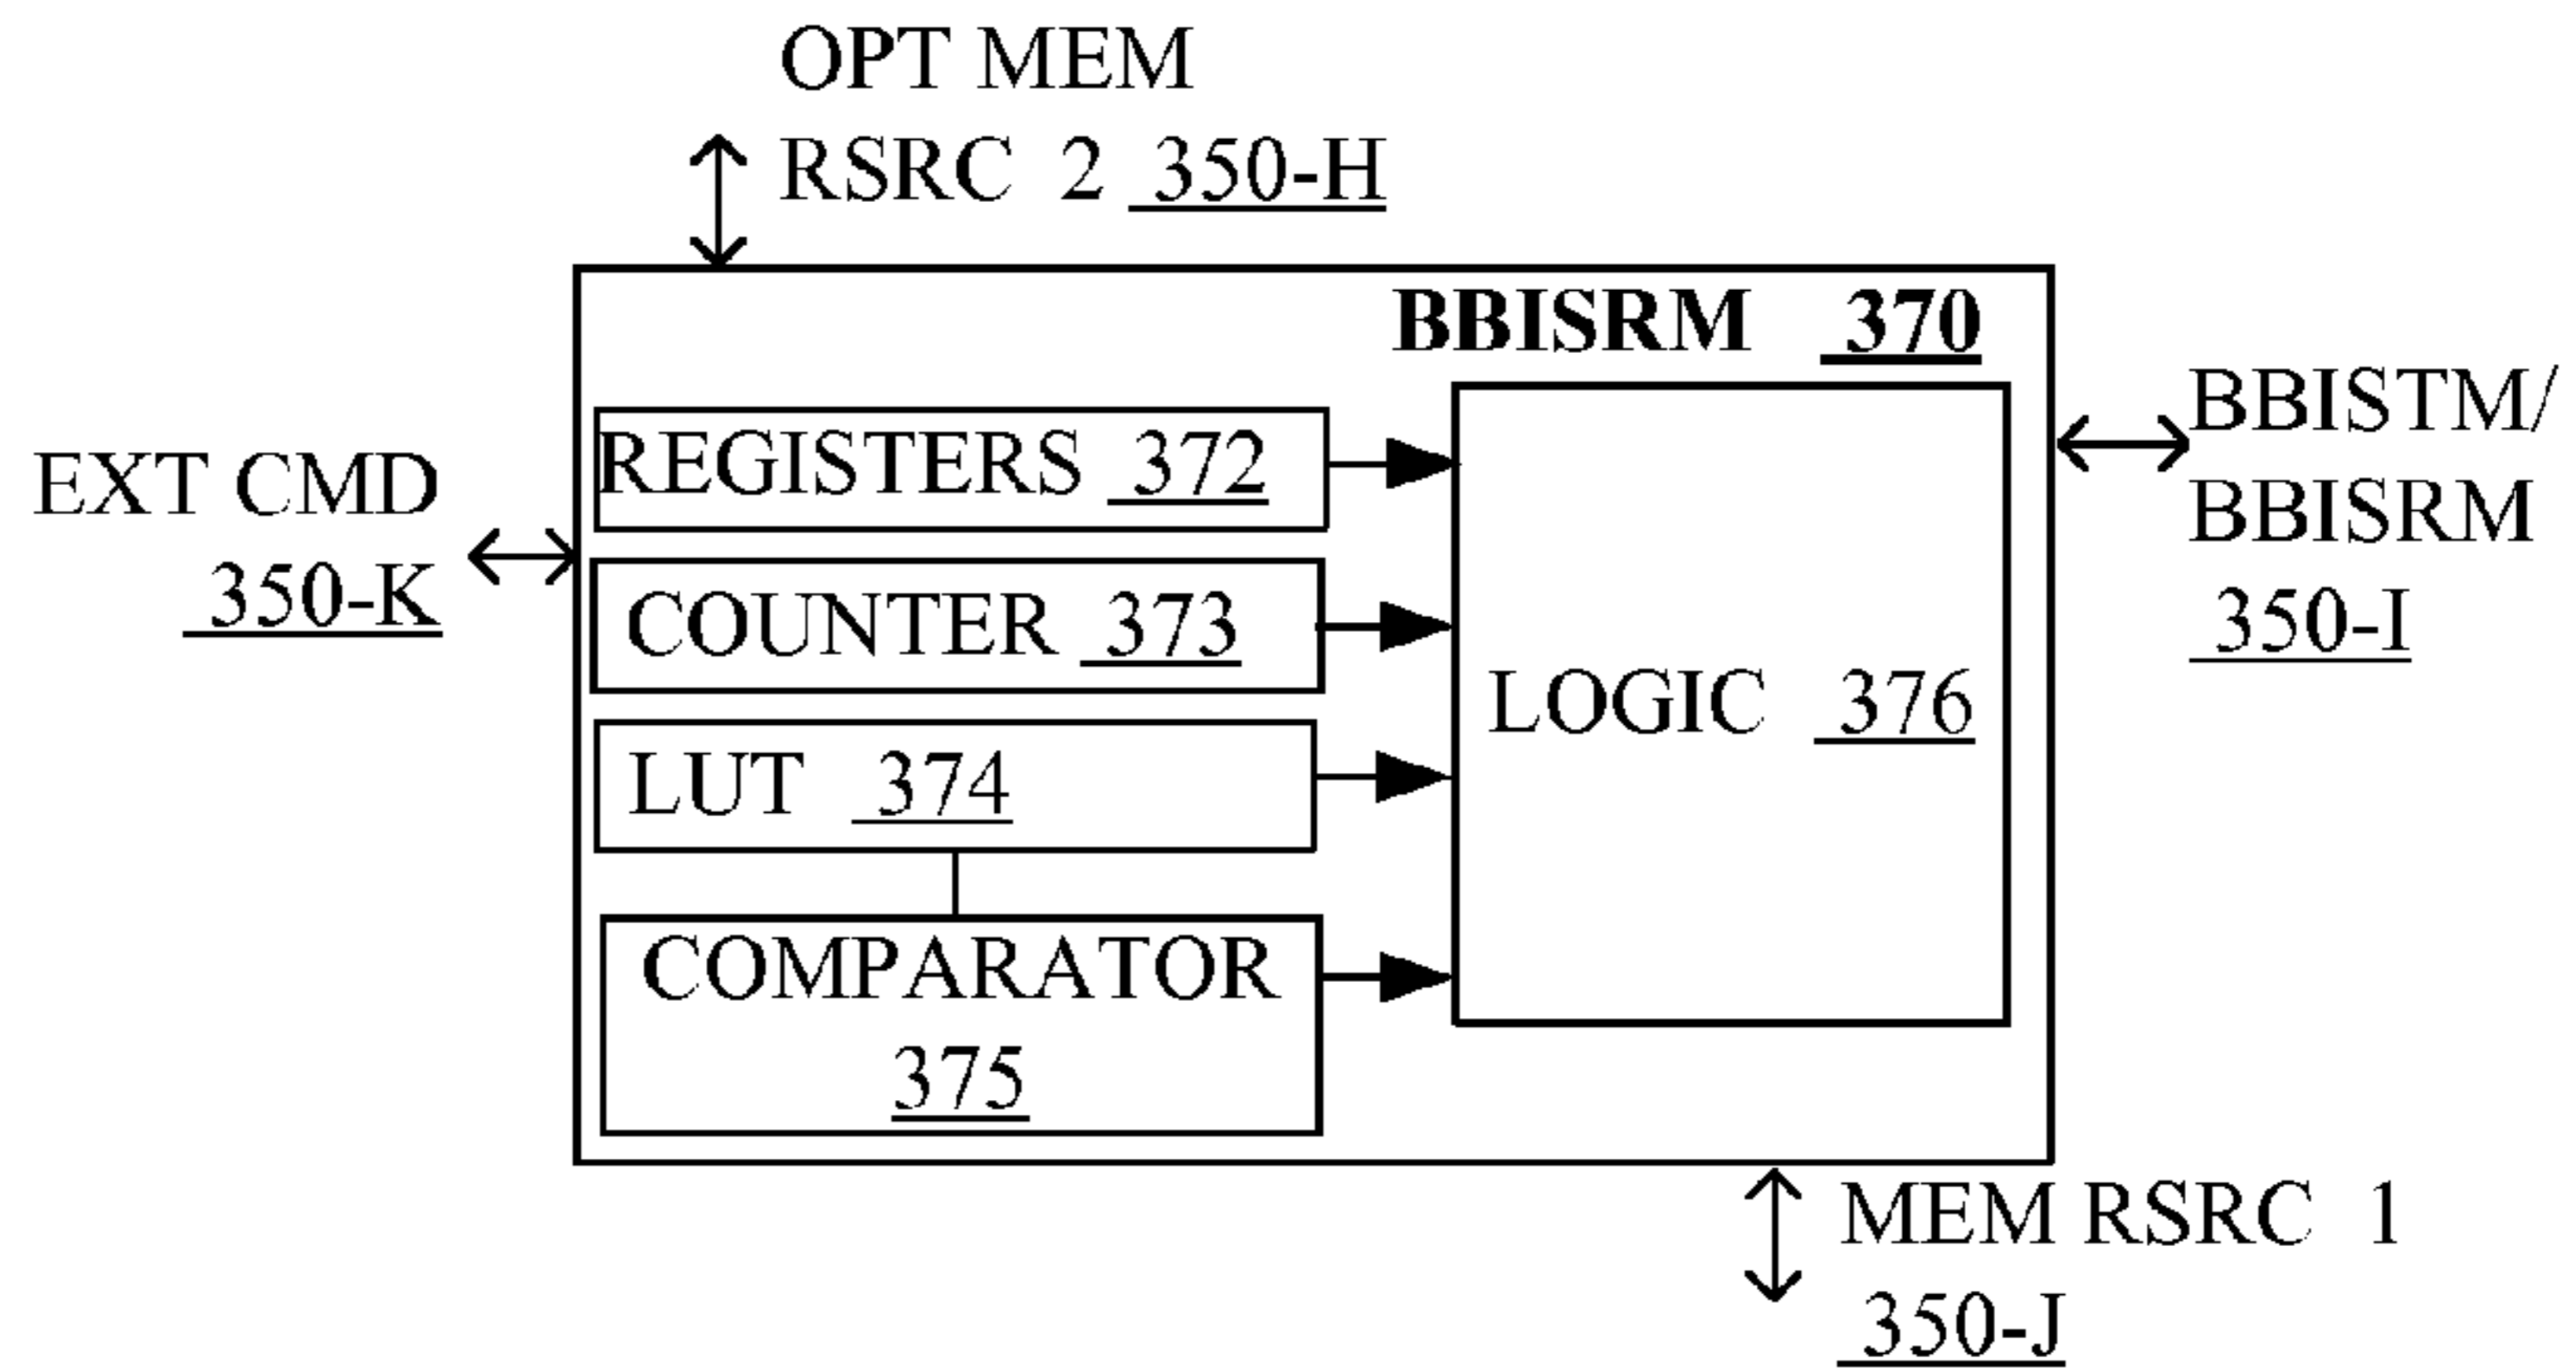 OPT MEM
RSRC 2 350-H
BBISRM 370
EXT CMD
350-K
REGISTERS 372
COUNTER 373
LUT 374
COMPARATOR
375
LOGIC 376
BBISTM/
BBISRM
350-I
MEM RSRC 1
350-J